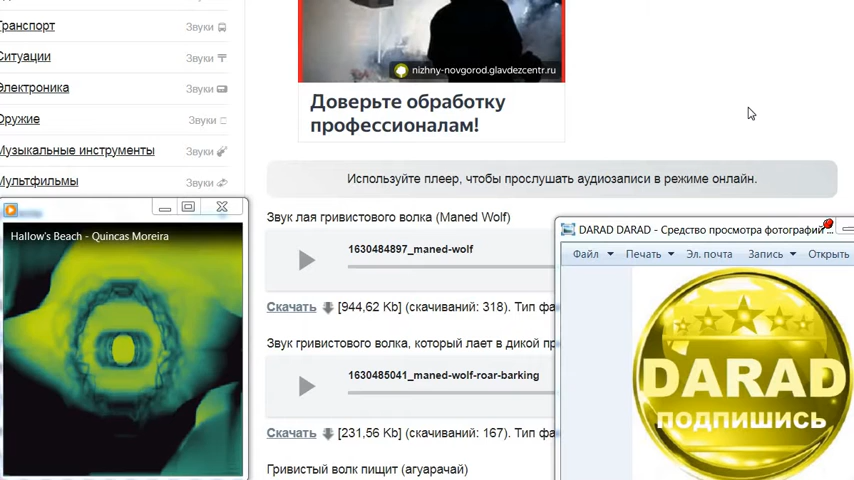 Транспорт
Звуки
Ситуации
Звуки
Электроника
Звуки
Оружие
Звуки
Музыкальные инструменты
Звуки
Мультфильмы
Звуки
nizhny-novgorod.glavdezcentr.ru
Доверьте обработку
профессионалам!
Используйте плеер, чтобы прослушать аудиозаписи в режиме онлайн.
Звук лая гривистого волка (Maned Wolf)
1630484897_maned-wolf
Скачать [944,62 Kb] (скачиваний: 318). Тип фа
Звук гривистого волка, который лает в дикой пр
1630485041_maned-wolf-roar-barking
Скачать [231,56 Kb] (скачиваний: 167). Тип фа
Гривистый волк пищит (агуарачай)
Hallow's Beach - Quincas Moreira
DARAD DARAD - Средство просмотра фотографий ...
Файл Печать Эл. почта Запись Открыть
DARAD
подпишись